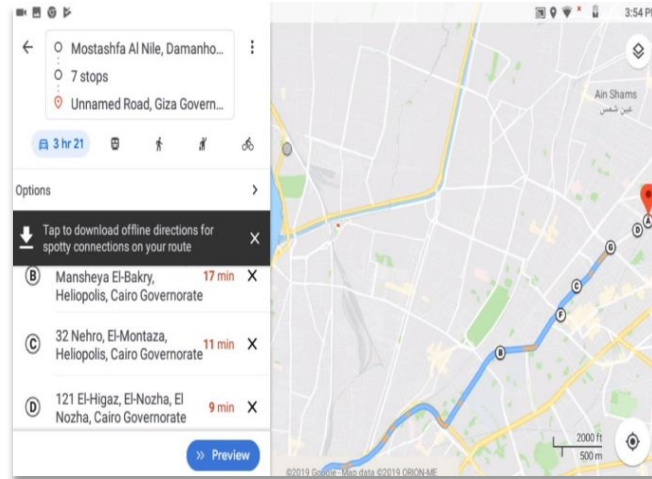 3:54 PM
Mostashfa Al Nile, Damanho...
7 stops
Unnamed Road, Giza Govern...
3 hr 21
Options
Tap to download offline directions for
spotty connections on your route
B
Mansheya El-Bakry,
Heliopolis, Cairo Governorate
17 min
C
32 Nehro, El-Montaza,
Heliopolis, Cairo Governorate
11 min
D
121 El-Higaz, El-Nozha, El
Nozha, Cairo Governorate
9 min
Preview
Ain Shams
عين شمس
A
D
G
C
F
B
2000 ft
500 m
©2019 Google - Map data ©2019 ORION-ME